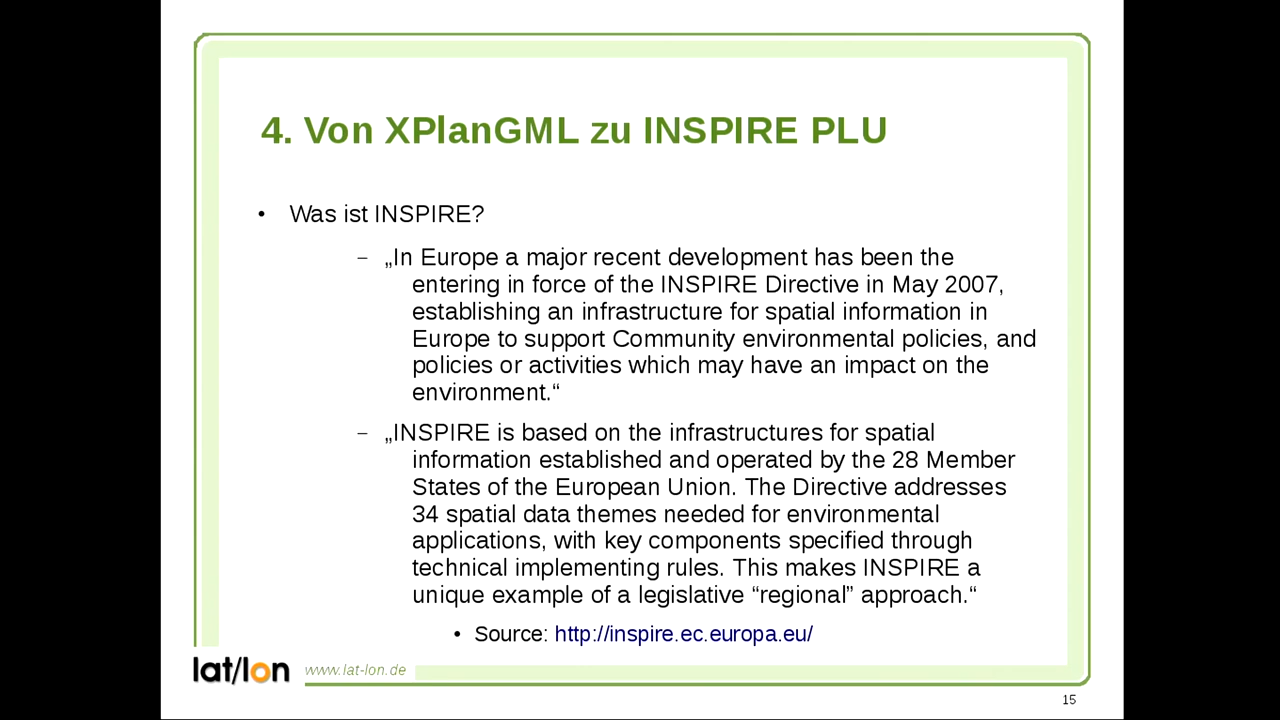 4. Von XPlanGML zu INSPIRE PLU
• Was ist INSPIRE?
– „In Europe a major recent development has been the
entering in force of the INSPIRE Directive in May 2007,
establishing an infrastructure for spatial information in
Europe to support Community environmental policies, and
policies or activities which may have an impact on the
environment.“
– „INSPIRE is based on the infrastructures for spatial
information established and operated by the 28 Member
States of the European Union. The Directive addresses
34 spatial data themes needed for environmental
applications, with key components specified through
technical implementing rules. This makes INSPIRE a
unique example of a legislative “regional” approach.“
• Source: http://inspire.ec.europa.eu/
lat/lon www.lat-lon.de
15